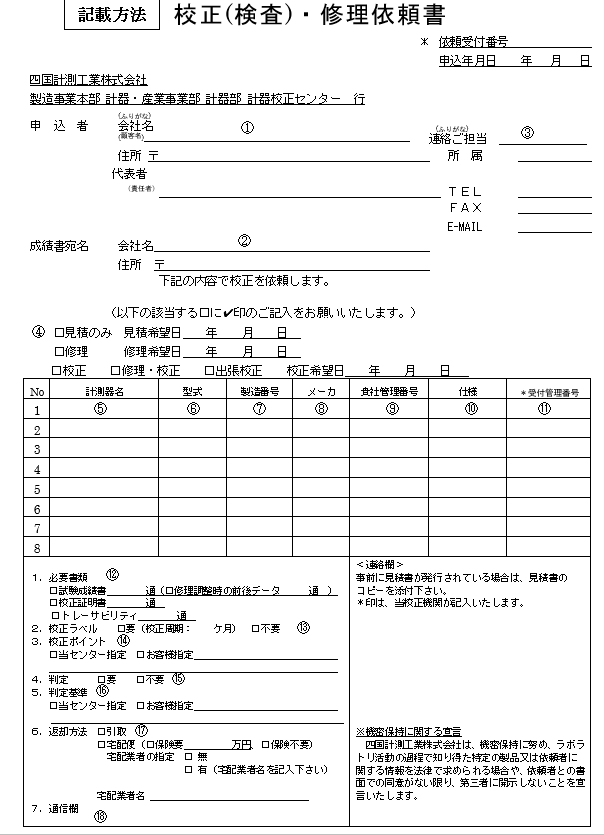 記載方法 校正(検査)・修理依頼書
＊ 依頼受付番号
申込年月日 年 月 日
四国計測工業株式会社
製造事業本部 計器・産業事業部 計器部 計器校正センター 行
(ふりがな)
申 込 者 会社名 ①
(顧客名)
(ふりがな)
連絡ご担当 ③
住所 〒 所 属
代表者
(責任者) ＴＥＬ
ＦＡＸ
E-MAIL
成績書宛名 会社名 ②
住所 〒
下記の内容で校正を依頼します。
（以下の該当する□に✔印のご記入をお願いいたします。）
④ □見積のみ 見積希望日 年 月 日
□修理 修理希望日 年 月 日
□校正 □修理・校正 □出張校正 校正希望日 年 月 日
No 計測器名 型式 製造番号 メーカ 貴社管理番号 仕様 ＊受付管理番号
1 ⑤ ⑥ ⑦ ⑧ ⑨ ⑩ ⑪
2
3
4
5
6
7
8
1. 必要書類 ⑫
□試験成績書 通（□修理調整時の前後データ 通 ）
□校正証明書 通
□トレーサビリティ 通
2. 校正ラベル □要（校正周期： ケ月） □不要 ⑬
3. 校正ポイント ⑭
□当センター指定 □お客様指定
4. 判定 □要 □不要 ⑮
5. 判定基準 ⑯
□当センター指定 □お客様指定
6. 返却方法 □引取 ⑰
□宅配便（□保険要 万円、□保険不要）
宅配業者の指定 □ 無
□ 有（宅配業者名を記入下さい）
宅配業者名
7. 通信欄
⑱
＜連絡欄＞
事前に見積書が発行されている場合は、見積書の
コピーを添付下さい。
＊印は、当校正機関が記入いたします。
※機密保持に関する宣言
四国計測工業株式会社は、機密保持に努め、ラボラ
トリ活動の過程で知り得た特定の製品又は依頼者に
関する情報を法律で求められる場合や、依頼者との書
面での同意がない限り、第三者に開示しないことを宣
言いたします。